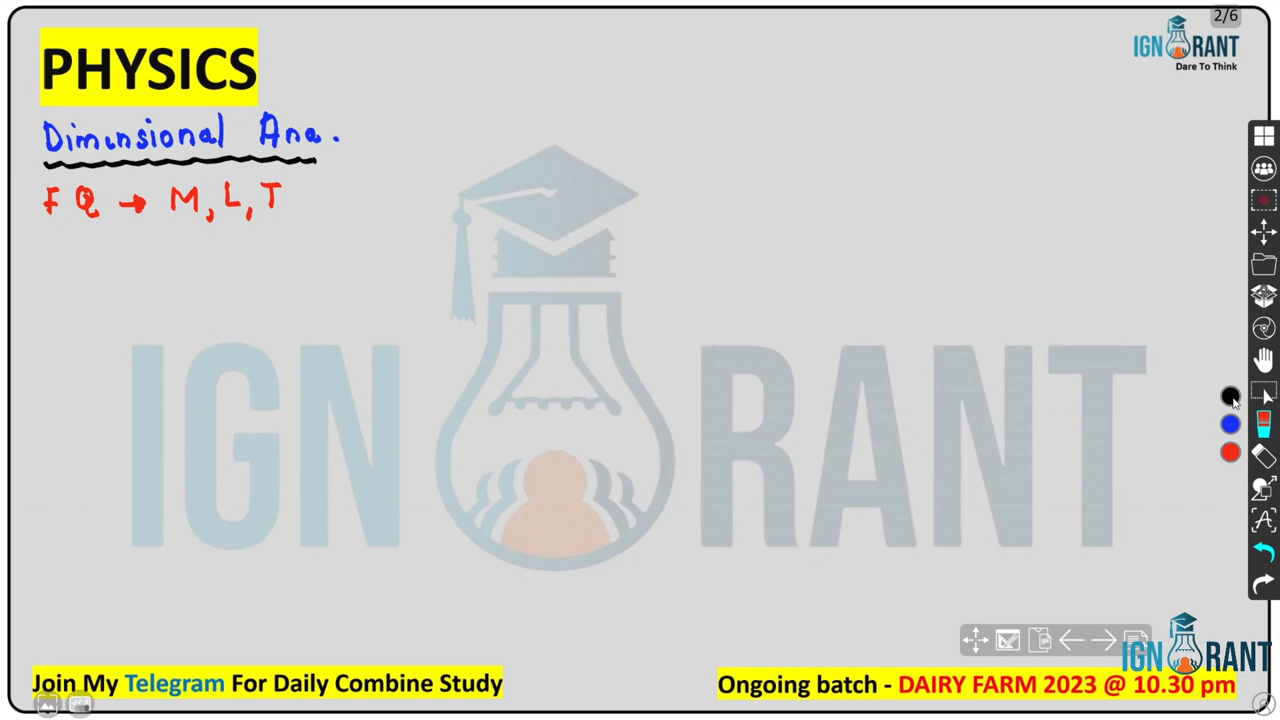 2/6
IGNORANT
Dare To Think
PHYSICS
Dimensional Ana.
F Q → M, L, T
IGNORANT
IGNORANT
Join My Telegram For Daily Combine Study
Ongoing batch - DAIRY FARM 2023 @ 10.30 pm